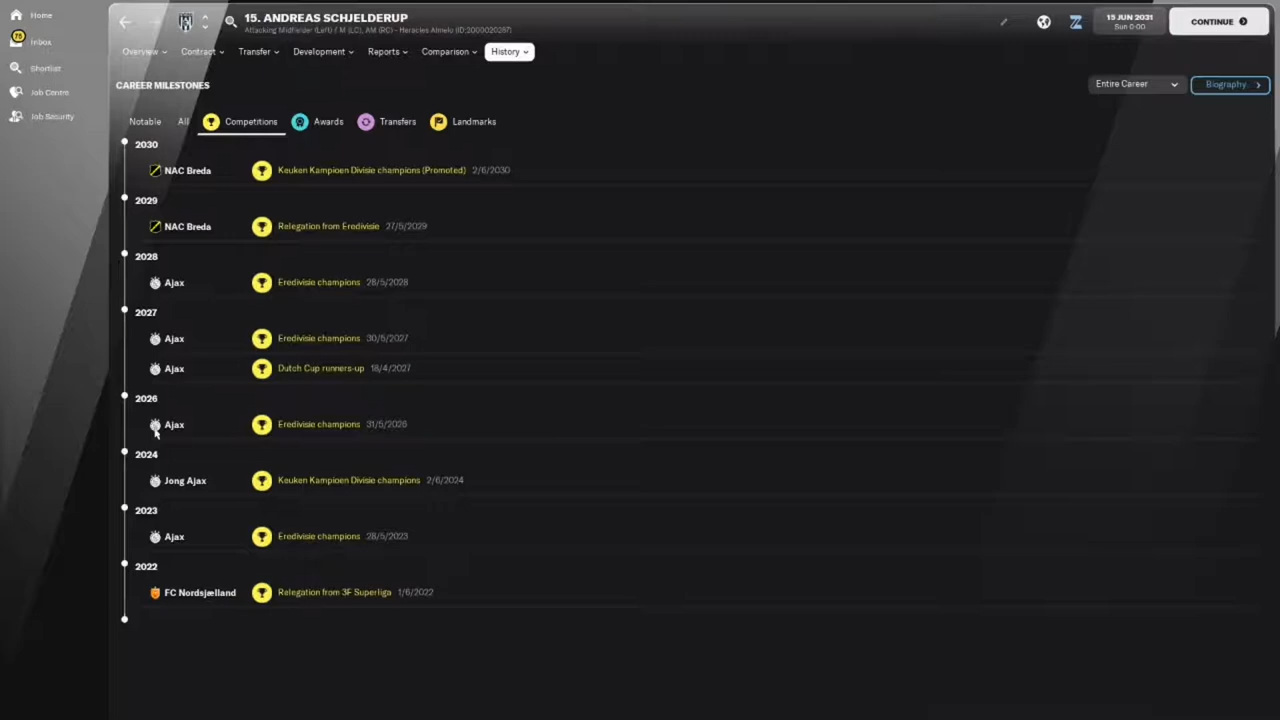 Home
Inbox
75
Shortlist
Job Centre
Job Security
15. ANDREAS SCHJELDERUP
Attacking Midfielder (Left) / M (LC), AM (RC) - Heracles Almelo (ID:2000020287)
15 JUN 2031
Sun 0:00
CONTINUE
Overview
Contract
Transfer
Development
Reports
Comparison
History
CAREER MILESTONES
Entire Career
Biography
Notable
All
Competitions
Awards
Transfers
Landmarks
2030
NAC Breda Keuken Kampioen Divisie champions (Promoted) 2/6/2030
2029
NAC Breda Relegation from Eredivisie 27/5/2029
2028
Ajax Eredivisie champions 28/5/2028
2027
Ajax Eredivisie champions 30/5/2027
Ajax Dutch Cup runners-up 18/4/2027
2026
Ajax Eredivisie champions 31/5/2026
2024
Jong Ajax Keuken Kampioen Divisie champions 2/6/2024
2023
Ajax Eredivisie champions 28/5/2023
2022
FC Nordsjælland Relegation from 3F Superliga 1/6/2022